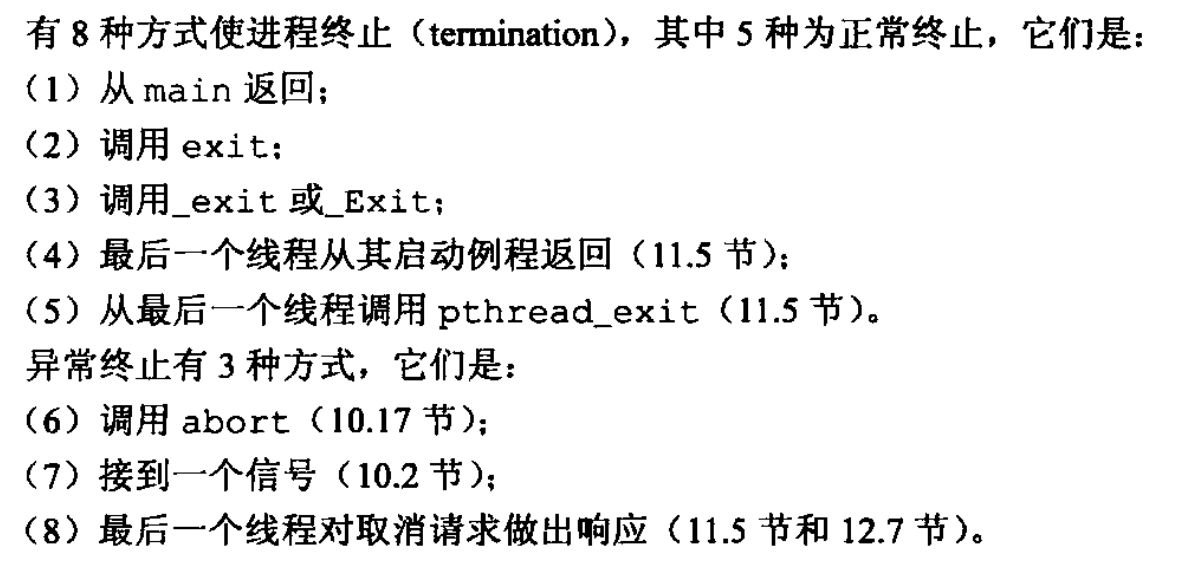 有 8 种方式使进程终止（termination），其中 5 种为正常终止，它们是：
（1）从 main 返回；
（2）调用 exit；
（3）调用_exit 或_Exit；
（4）最后一个线程从其启动例程返回（11.5 节）；
（5）从最后一个线程调用 pthread_exit（11.5 节）。
异常终止有 3 种方式，它们是：
（6）调用 abort（10.17 节）；
（7）接到一个信号（10.2 节）；
（8）最后一个线程对取消请求做出响应（11.5 节和 12.7 节）。